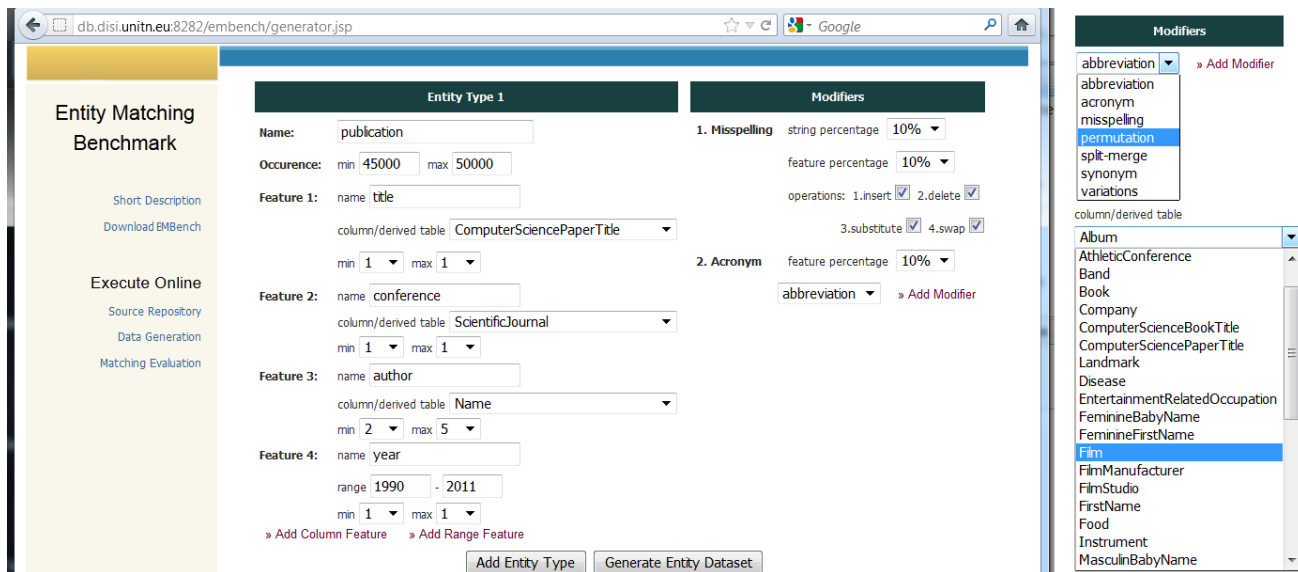 db.disi.unitn.eu:8282/embench/generator.jsp
Google
Entity Matching
Benchmark
Short Description
Download EMBench
Execute Online
Source Repository
Data Generation
Matching Evaluation
Entity Type 1
Name: publication
Occurence: min 45000 max 50000
Feature 1: name title
column/derived table ComputerSciencePaperTitle
min 1 max 1
Feature 2: name conference
column/derived table ScientificJournal
min 1 max 1
Feature 3: name author
column/derived table Name
min 2 max 5
Feature 4: name year
range 1990 - 2011
min 1 max 1
» Add Column Feature » Add Range Feature
Add Entity Type Generate Entity Dataset
Modifiers
1. Misspelling string percentage 10%
feature percentage 10%
operations: 1.insert 2.delete
3.substitute 4.swap
2. Acronym feature percentage 10%
abbreviation » Add Modifier
Modifiers
abbreviation » Add Modifier
abbreviation
acronym
misspeling
permutation
split-merge
synonym
variations
column/derived table
Album
AthleticConference
Band
Book
Company
ComputerScienceBookTitle
ComputerSciencePaperTitle
Landmark
Disease
EntertainmentRelatedOccupation
FeminineBabyName
FeminineFirstName
Film
FilmManufacturer
FilmStudio
FirstName
Food
Instrument
MasculinBabyName